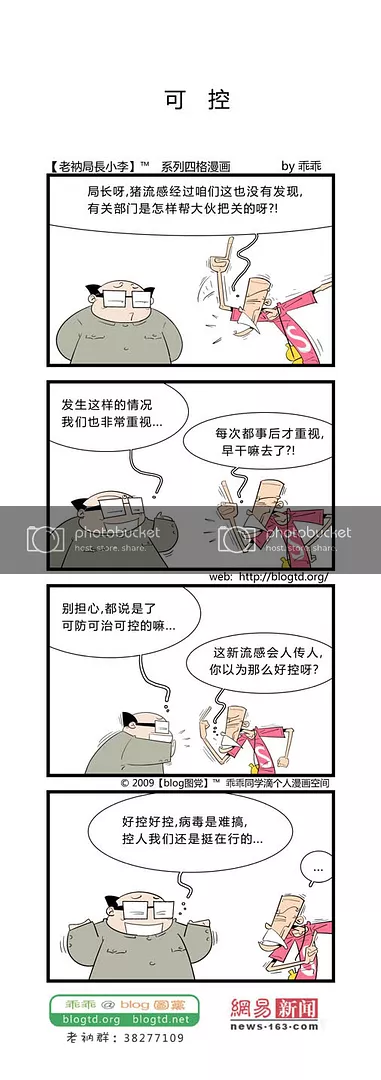 可 控
【老衲局長小李】™ 系列四格漫画 by 乖乖
局长呀,猪流感经过咱们这也没有发现,
有关部门是怎样帮大伙把关的呀?!
S
发生这样的情况
我们也非常重视...
每次都事后才重视,
早干嘛去了?!
photobucket
host. store. share.
photobucket
host. store. share.
web: http://blogtd.org/
别担心,都说是了
可防可治可控的嘛...
这新流感会人传人,
你以为那么好控呀?
S
© 2009【blog图党】™ 乖乖同学滴个人漫画空间
好控好控,病毒是难搞,
控人我们还是挺在行的...
...
S
乖乖 @ blog 圖黨
blogtd.org blogtd.net
老衲群: 38277109
網易 新闻
news·163·com